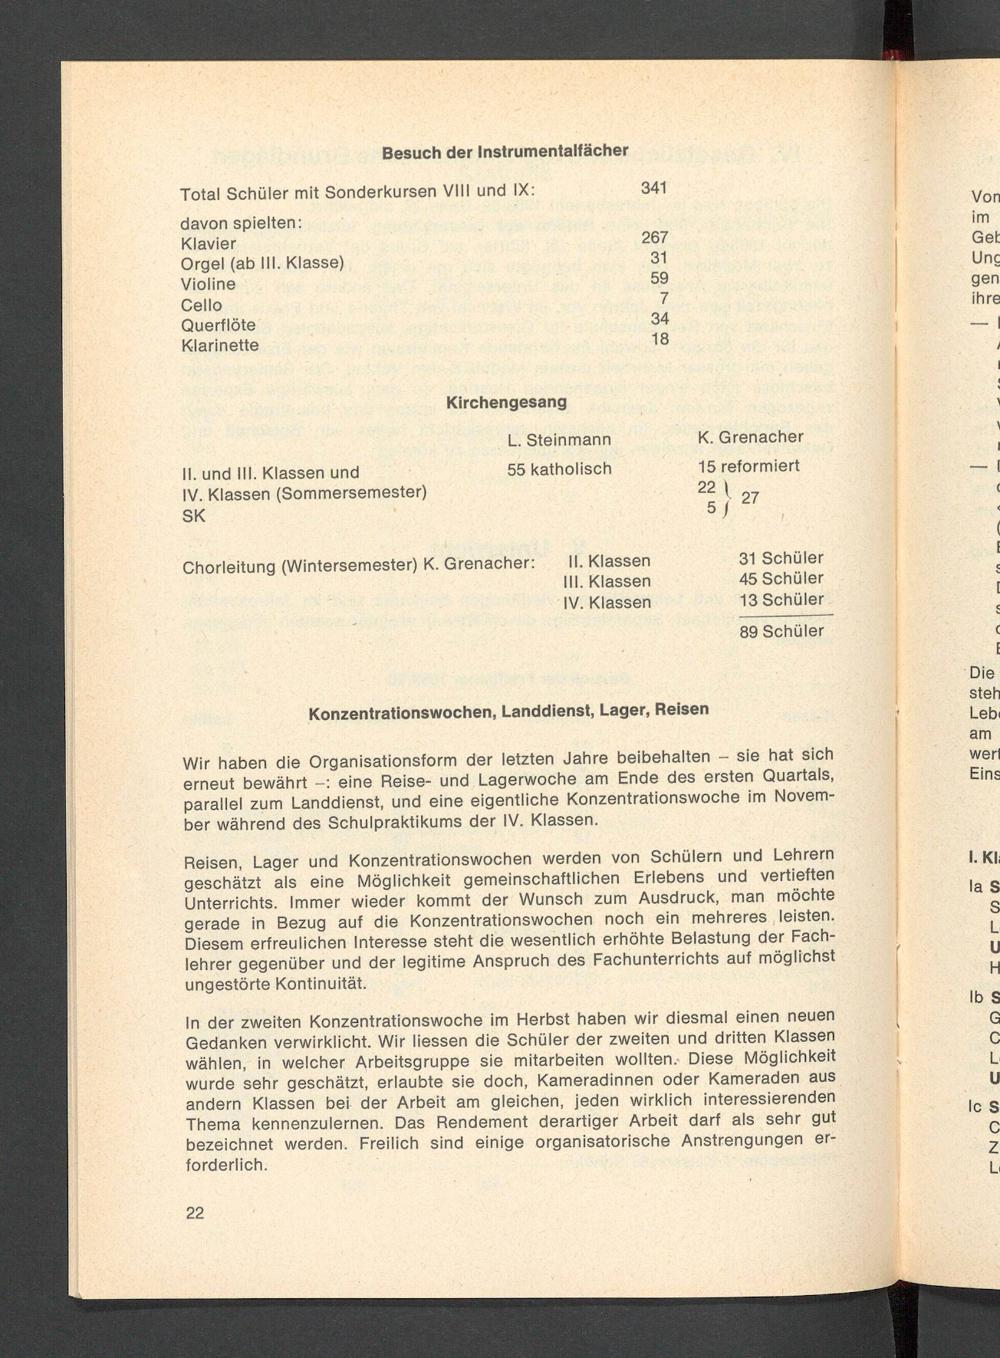 Besuch der Instrumentalfächer
Total Schüler mit Sonderkursen VIII und IX: 341
davon spielten:
Klavier 267
Orgel (ab III. Klasse) 31
Violine 59
Cello 7
Querflöte 34
Klarinette 18
Kirchengesang
L. Steinmann K. Grenacher
II. und III. Klassen und 55 katholisch 15 reformiert
IV. Klassen (Sommersemester) 22 } 27
SK 5
Chorleitung (Wintersemester) K. Grenacher: II. Klassen 31 Schüler
III. Klassen 45 Schüler
IV. Klassen 13 Schüler
89 Schüler
Konzentrationswochen, Landdienst, Lager, Reisen
Wir haben die Organisationsform der letzten Jahre beibehalten – sie hat sich
erneut bewährt –: eine Reise- und Lagerwoche am Ende des ersten Quartals,
parallel zum Landdienst, und eine eigentliche Konzentrationswoche im Novem-
ber während des Schulpraktikums der IV. Klassen.
Reisen, Lager und Konzentrationswochen werden von Schülern und Lehrern
geschätzt als eine Möglichkeit gemeinschaftlichen Erlebens und vertieften
Unterrichts. Immer wieder kommt der Wunsch zum Ausdruck, man möchte
gerade in Bezug auf die Konzentrationswochen noch ein mehreres leisten.
Diesem erfreulichen Interesse steht die wesentlich erhöhte Belastung der Fach-
lehrer gegenüber und der legitime Anspruch des Fachunterrichts auf möglichst
ungestörte Kontinuität.
In der zweiten Konzentrationswoche im Herbst haben wir diesmal einen neuen
Gedanken verwirklicht. Wir liessen die Schüler der zweiten und dritten Klassen
wählen, in welcher Arbeitsgruppe sie mitarbeiten wollten. Diese Möglichkeit
wurde sehr geschätzt, erlaubte sie doch, Kameradinnen oder Kameraden aus
andern Klassen bei der Arbeit am gleichen, jeden wirklich interessierenden
Thema kennenzulernen. Das Rendement derartiger Arbeit darf als sehr gut
bezeichnet werden. Freilich sind einige organisatorische Anstrengungen er-
forderlich.
22
im
Die
am
Ia
Ib
Ic